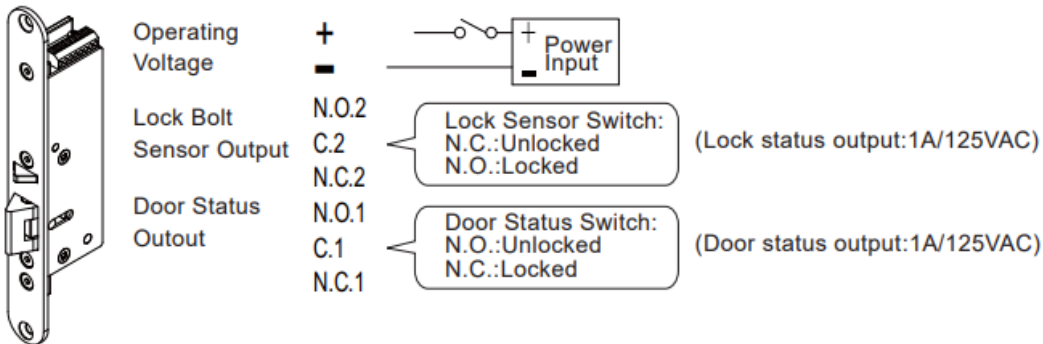 Operating
Voltage
+
-
+ Power
- Input
Lock Bolt
Sensor Output
N.O.2
C.2
N.C.2
Lock Sensor Switch:
N.C.:Unlocked
N.O.:Locked
(Lock status output:1A/125VAC)
Door Status
Outout
N.O.1
C.1
N.C.1
Door Status Switch:
N.O.:Unlocked
N.C.:Locked
(Door status output:1A/125VAC)